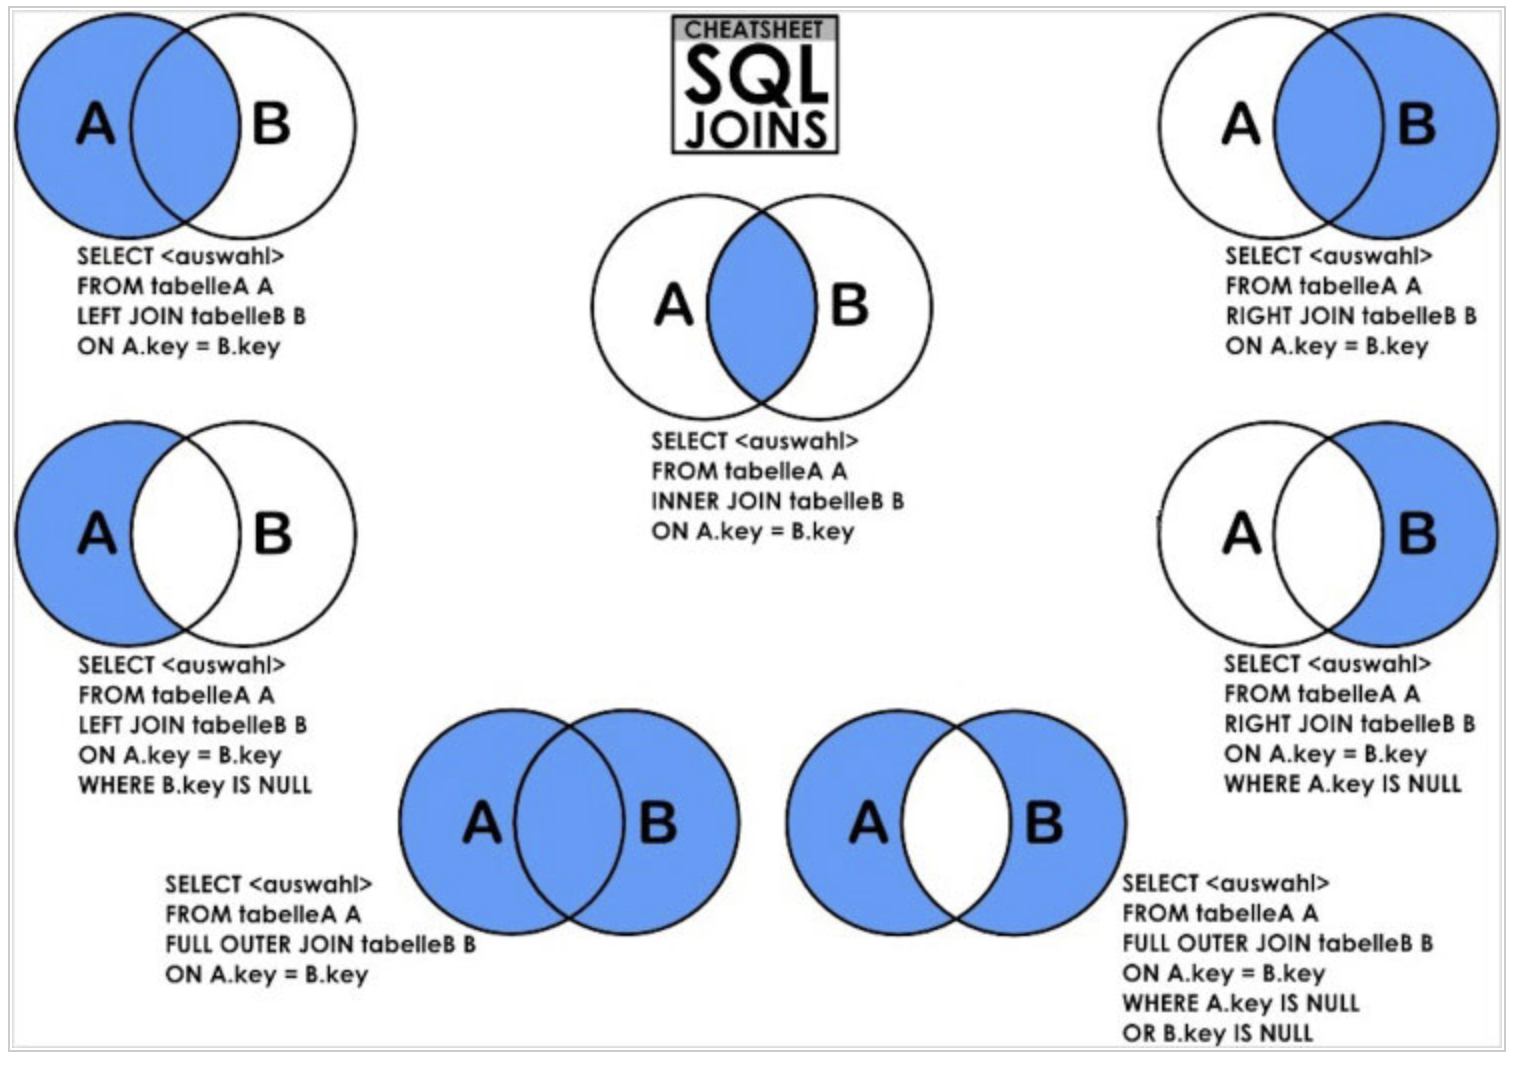 CHEATSHEET
SQL
JOINS
A
B
SELECT <auswahl>
FROM tabelleA A
LEFT JOIN tabelleB B
ON A.key = B.key
A
B
SELECT <auswahl>
FROM tabelleA A
INNER JOIN tabelleB B
ON A.key = B.key
A
B
SELECT <auswahl>
FROM tabelleA A
RIGHT JOIN tabelleB B
ON A.key = B.key
A
B
SELECT <auswahl>
FROM tabelleA A
LEFT JOIN tabelleB B
ON A.key = B.key
WHERE B.key IS NULL
A
B
SELECT <auswahl>
FROM tabelleA A
RIGHT JOIN tabelleB B
ON A.key = B.key
WHERE A.key IS NULL
A
B
SELECT <auswahl>
FROM tabelleA A
FULL OUTER JOIN tabelleB B
ON A.key = B.key
A
B
SELECT <auswahl>
FROM tabelleA A
FULL OUTER JOIN tabelleB B
ON A.key = B.key
WHERE A.key IS NULL
OR B.key IS NULL